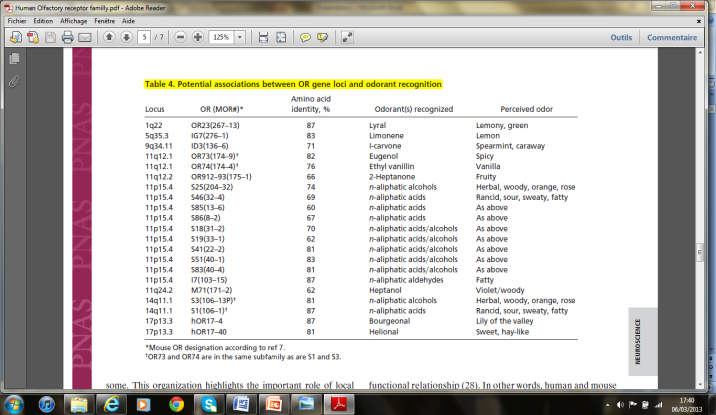 Human Olfactory receptor familly.pdf - Adobe Reader
Fichier Edition Affichage Fenêtre Aide
5 / 7 125% Outils Commentaire
PNAS
PNAS
PNAS
Table 4. Potential associations between OR gene loci and odorant recognition
Locus OR (MOR#)* Amino acid identity, % Odorant(s) recognized Perceived odor
1q22 OR23(267–13) 87 Lyral Lemony, green
5q35.3 IG7(276–1) 83 Limonene Lemon
9q34.11 ID3(136–6) 71 l-carvone Spearmint, caraway
11q12.1 OR73(174–9)† 82 Eugenol Spicy
11q12.1 OR74(174–4)† 76 Ethyl vanillin Vanilla
11q12.2 OR912–93(175–1) 66 2-Heptanone Fruity
11p15.4 S25(204–32) 74 n-aliphatic alcohols Herbal, woody, orange, rose
11p15.4 S46(32–4) 69 n-aliphatic acids Rancid, sour, sweaty, fatty
11p15.4 S85(13–6) 60 n-aliphatic acids As above
11p15.4 S86(8–2) 67 n-aliphatic acids As above
11p15.4 S18(31–2) 70 n-aliphatic acids/alcohols As above
11p15.4 S19(33–1) 62 n-aliphatic acids/alcohols As above
11p15.4 S41(22–2) 81 n-aliphatic acids/alcohols As above
11p15.4 S51(40–1) 83 n-aliphatic acids/alcohols As above
11p15.4 S83(40–4) 81 n-aliphatic acids/alcohols As above
11p15.4 I7(103–15) 87 n-aliphatic aldehydes Fatty
11q24.2 M71(171–2) 62 Heptanol Violet/woody
14q11.1 S3(106–13P)† 81 n-aliphatic alcohols Herbal, woody, orange, rose
14q11.1 S1(106–1)† 87 n-aliphatic acids Rancid, sour, sweaty, fatty
17p13.3 hOR17–4 87 Bourgeonal Lily of the valley
17p13.3 hOR17–40 81 Helional Sweet, hay-like
*Mouse OR designation according to ref 7.
†OR73 and OR74 are in the same subfamily as are S1 and S3.
NEUROSCIENCE
some. This organization highlights the important role of local
functional relationship (28). In other words, human and mouse
17:40
06/03/2013